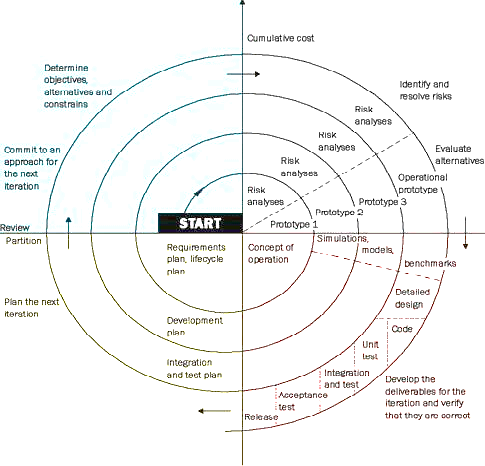 Cumulative cost
Determine
objectives,
alternatives and
constrains
Identify and
resolve risks
Risk
analyses
Risk
analyses
Commit to an
approach for the
next iteration
Evaluate
alternatives
Risk
analyses
Operational
prototype
Risk
analyses
Prototype 3
Prototype 2
START
Prototype 1
Review
Partition
Requirements
plan, lifecycle
plan
Concept of
operation
Simulations,
models,
benchmarks
Plan the next
iteration
Detailed
design
Development
plan
Code
Unit
test
Integration
and test plan
Integration
and test
Develop the
deliverables for the
iteration and verify
that they are correct
Acceptance
test
Release